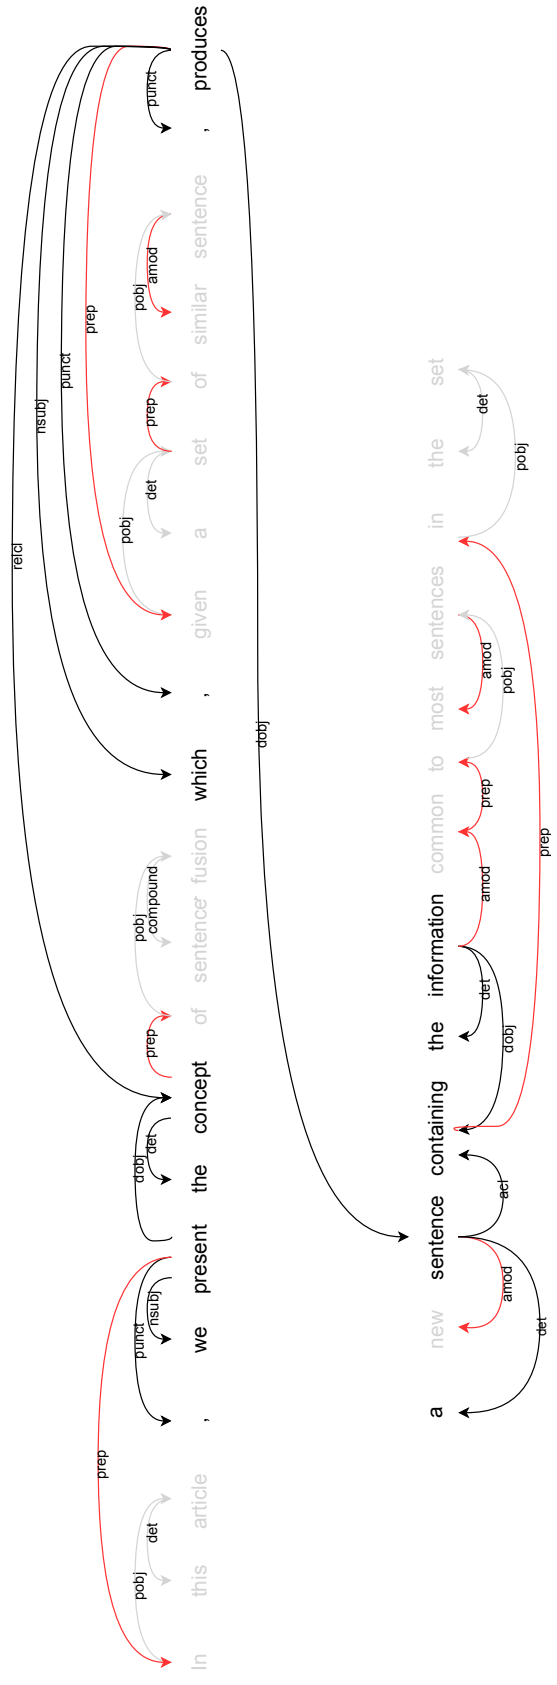 relcl
nsubj
punct
prep
prep
pobj
pobj punct dobj pobj pobj
det nsubj det prep compound det prep amod punct
In this article , we present the concept of sentence fusion which , given a set of similar sentence , produces
dobj
a new sentence containing the information common to most sentences in the set
det amod prep amod det
amod acl dobj pobj
pobj
det prep